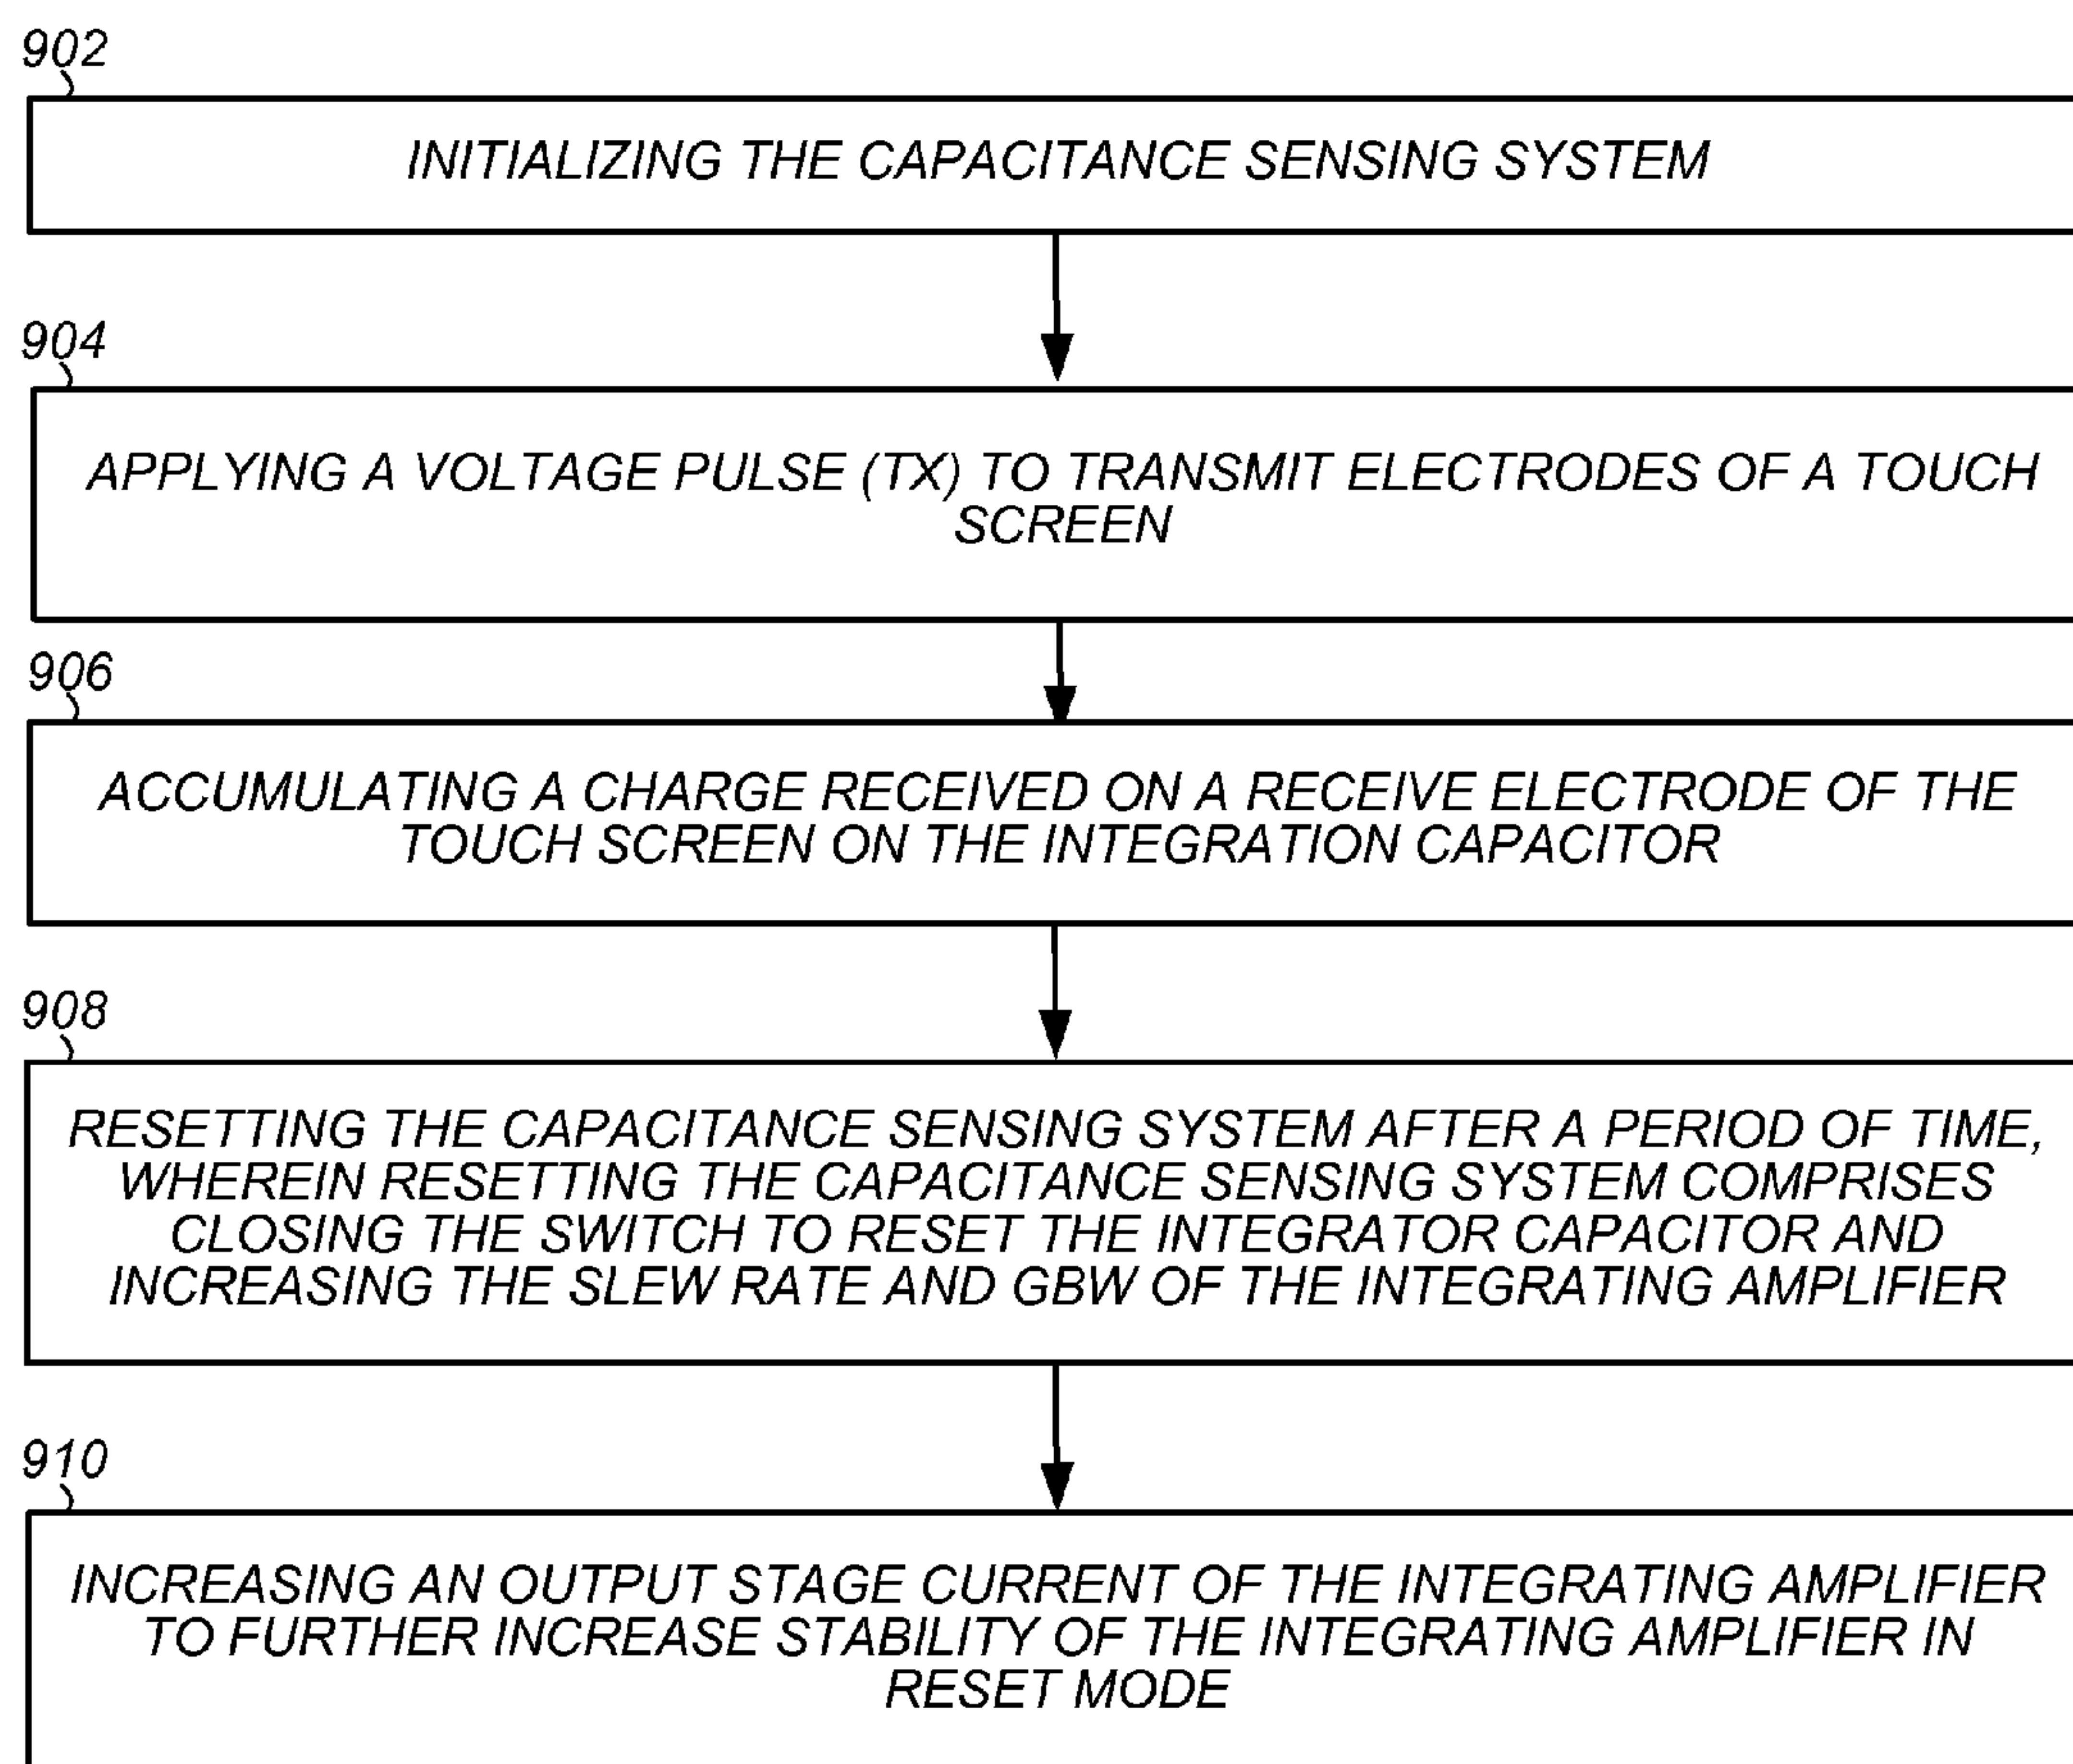 902
INITIALIZING THE CAPACITANCE SENSING SYSTEM
904
APPLYING A VOLTAGE PULSE (TX) TO TRANSMIT ELECTRODES OF A TOUCH
SCREEN
906
ACCUMULATING A CHARGE RECEIVED ON A RECEIVE ELECTRODE OF THE
TOUCH SCREEN ON THE INTEGRATION CAPACITOR
908
RESETTING THE CAPACITANCE SENSING SYSTEM AFTER A PERIOD OF TIME,
WHEREIN RESETTING THE CAPACITANCE SENSING SYSTEM COMPRISES
CLOSING THE SWITCH TO RESET THE INTEGRATOR CAPACITOR AND
INCREASING THE SLEW RATE AND GBW OF THE INTEGRATING AMPLIFIER
910
INCREASING AN OUTPUT STAGE CURRENT OF THE INTEGRATING AMPLIFIER
TO FURTHER INCREASE STABILITY OF THE INTEGRATING AMPLIFIER IN
RESET MODE